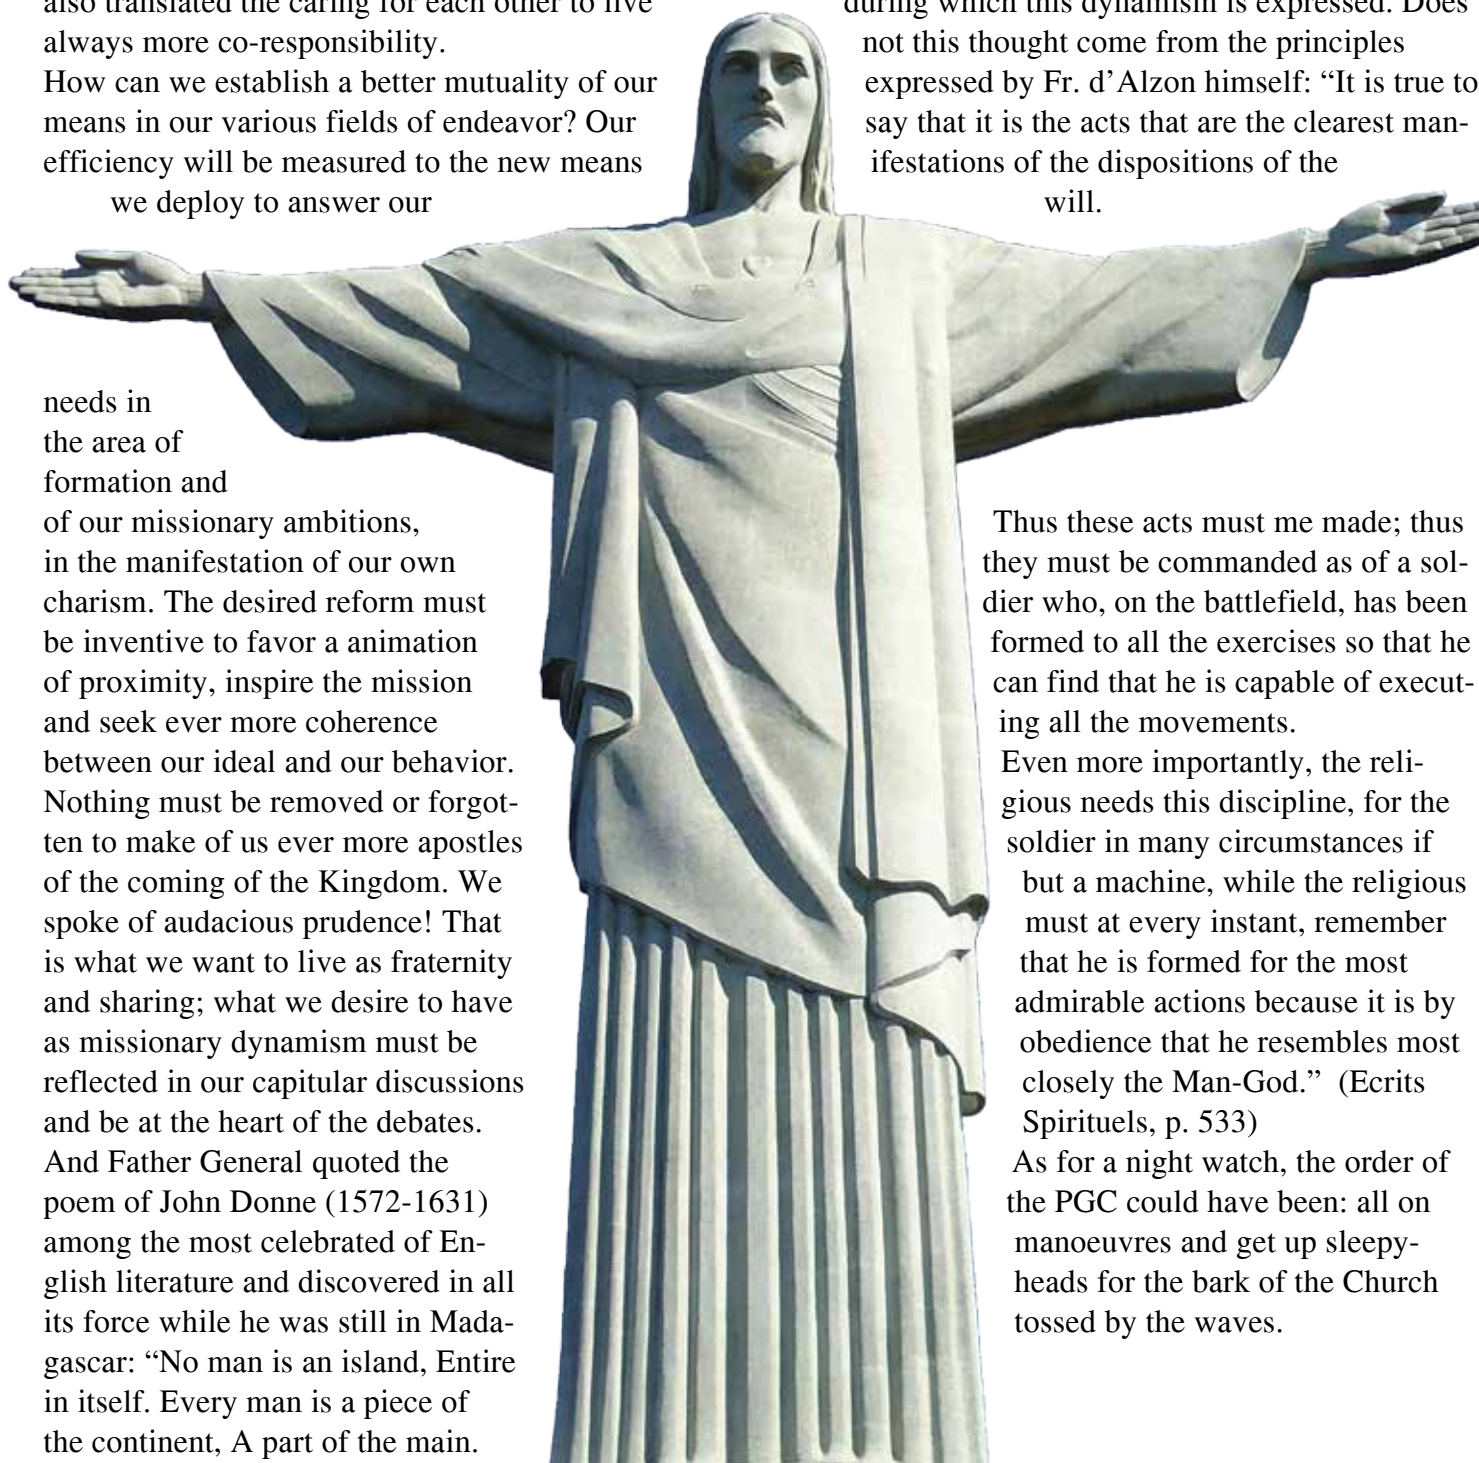 also translated the caring for each other to live
always more co-responsibility.
How can we establish a better mutuality of our
means in our various fields of endeavor? Our
efficiency will be measured to the new means
we deploy to answer our
needs in
the area of
formation and
of our missionary ambitions,
in the manifestation of our own
charism. The desired reform must
be inventive to favor a animation
of proximity, inspire the mission
and seek ever more coherence
between our ideal and our behavior.
Nothing must be removed or forgot-
ten to make of us ever more apostles
of the coming of the Kingdom. We
spoke of audacious prudence! That
is what we want to live as fraternity
and sharing; what we desire to have
as missionary dynamism must be
reflected in our capitular discussions
and be at the heart of the debates.
And Father General quoted the
poem of John Donne (1572-1631)
among the most celebrated of En-
glish literature and discovered in all
its force while he was still in Mada-
gascar: “No man is an island, Entire
in itself. Every man is a piece of
the continent, A part of the main.
during which this dynamism is expressed. Does
not this thought come from the principles
expressed by Fr. d’Alzon himself: “It is true to
say that it is the acts that are the clearest man-
ifestations of the dispositions of the
will.
Thus these acts must me made; thus
they must be commanded as of a sol-
dier who, on the battlefield, has been
formed to all the exercises so that he
can find that he is capable of execut-
ing all the movements.
Even more importantly, the reli-
gious needs this discipline, for the
soldier in many circumstances if
but a machine, while the religious
must at every instant, remember
that he is formed for the most
admirable actions because it is by
obedience that he resembles most
closely the Man-God.” (Ecrits
Spirituels, p. 533)
As for a night watch, the order of
the PGC could have been: all on
manoeuvres and get up sleepy-
heads for the bark of the Church
tossed by the waves.